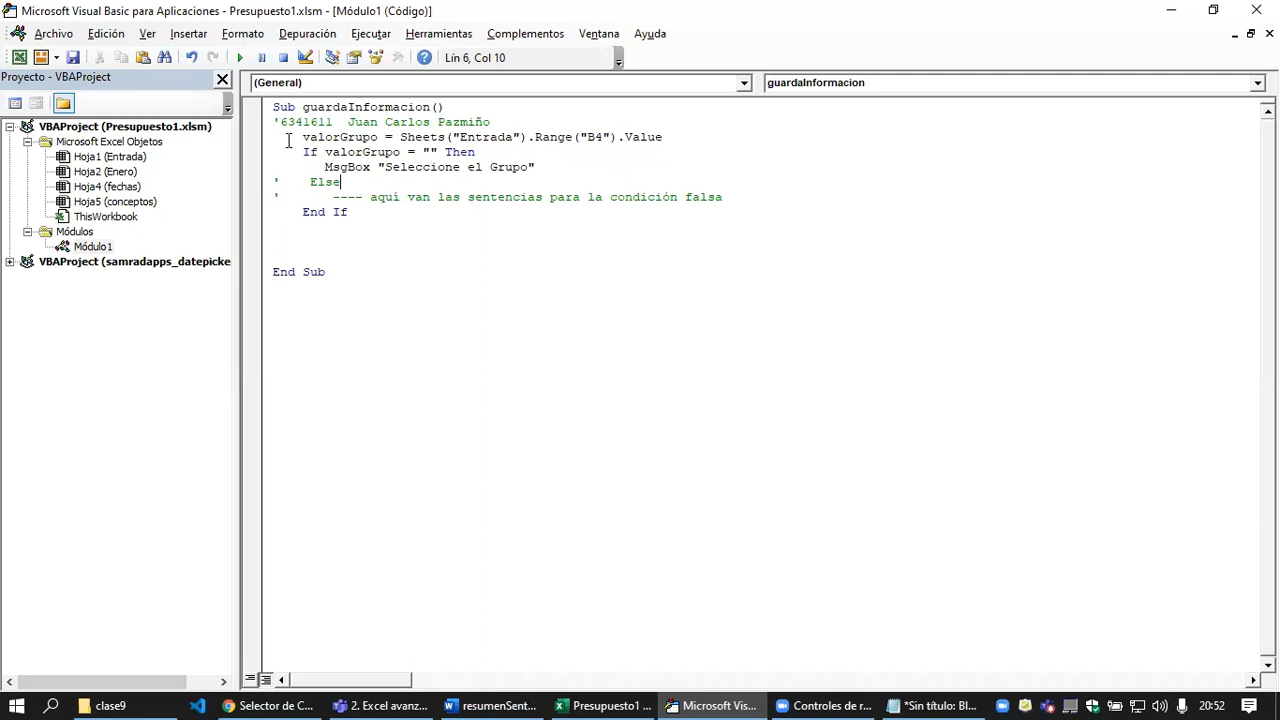 Microsoft Visual Basic para Aplicaciones - Presupuesto1.xlsm - [Módulo1 (Código)]
Archivo Edición Ver Insertar Formato Depuración Ejecutar Herramientas Complementos Ventana Ayuda
Lín 6, Col 10
Proyecto - VBAProject
(General)
guardaInformacion
VBAProject (Presupuesto1.xlsm)
Microsoft Excel Objetos
Hoja1 (Entrada)
Hoja2 (Enero)
Hoja4 (fechas)
Hoja5 (conceptos)
ThisWorkbook
Módulos
Módulo1
VBAProject (samradapps_datepicke
Sub guardaInformacion()
'6341611  Juan Carlos Pazmiño
    valorGrupo = Sheets("Entrada").Range("B4").Value
    If valorGrupo = "" Then
       MsgBox "Seleccione el Grupo"
'    Else
'       ---- aquí van las sentencias para la condición falsa
    End If
End Sub
clase9
Selector de C...
2. Excel avanz...
resumenSent...
Presupuesto1 ...
Microsoft Vis...
Controles de r...
*Sin título: Bl...
20:52